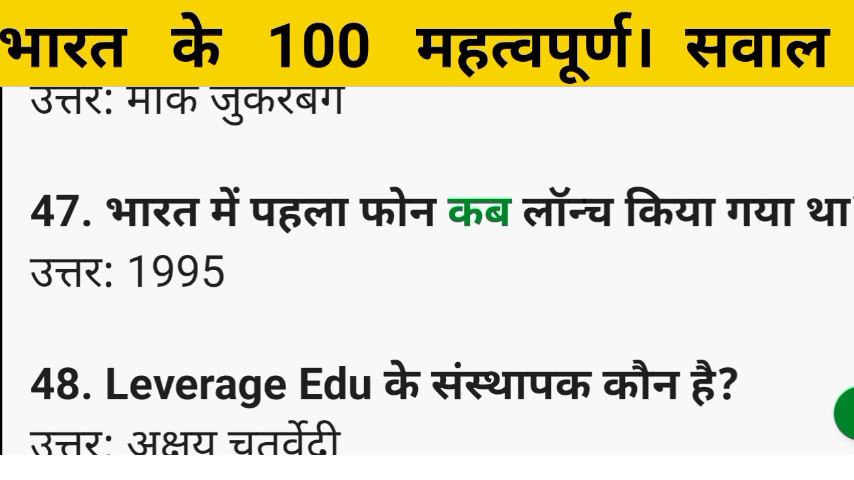 भारत के 100 महत्वपूर्ण। सवाल
उत्तर: मार्क जुकरबर्ग
47. भारत में पहला फोन कब लॉन्च किया गया था
उत्तर: 1995
48. Leverage Edu के संस्थापक कौन है?
उत्तर: अक्षय चतुर्वेदी